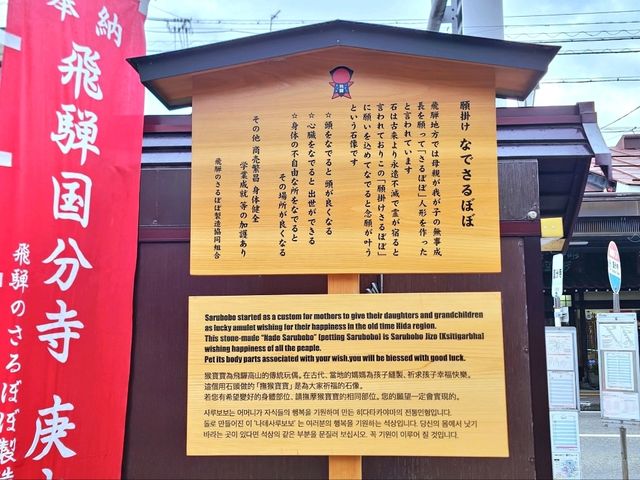 奉納
飛騨国分寺 庚
飛騨のさるぼぼ製造
願掛け なでさるぼぼ
飛騨地方では母親が我が子の無事成
長を願って「さるぼぼ」人形を作った
と言われています
石は古来より永遠不滅で霊が宿ると
言われておりこの「願掛けさるぼぼ」
に願いを込めてなでると念願が叶う
という石像です
☆頭をなでると 頭が良くなる
☆心臓をなでると 出世ができる
☆身体の不自由な所をなでると
その場所が良くなる
その他 商売繁昌 身体健全
学業成就 等の加護あり
飛騨のさるぼぼ製造協同組合
Sarubobo started as a custom for mothers to give their daughters and grandchildren
as lucky amulet wishing for their happiness in the old time Hida region.
This stone-made "Nade Sarubobo" (petting Sarubobo) is Sarubobo Jizo (Ksitigarbha)
wishing happiness of all the people.
Pet its body parts associated with your wish.you will be blessed with good luck.
猴寶寶為飛驒高山的傳統玩偶。在古代、當地的媽媽為孩子縫製、祈求孩子幸福快樂。
這個用石頭做的「撫猴寶寶」是為大家祈福的石像。
若您有希望變好的身體部位、請撫摩猴寶寶的相同部位。您的願望一定會實現的。
사루보보는 어머니가 자식들의 행복을 기원하며 만든 히다타카야마의 전통인형입니다.
돌로 만들어진 이 '나데사루보보' 는 여러분의 행복을 기원하는 석상입니다. 당신의 몸에서 낫기
바라는 곳이 있다면 석상의 같은 부분을 문질러 보십시오. 꼭 기원이 이루어 질 것입니다.